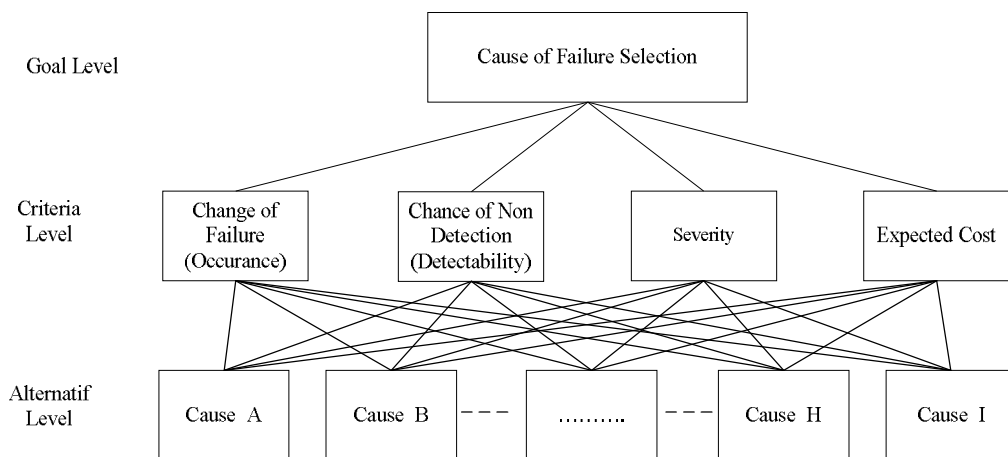 Goal Level
Cause of Failure Selection
Criteria
Level
Change of
Failure
(Occurance)
Chance of Non
Detection
(Detectability)
Severity
Expected Cost
Alternatif
Level
Cause A
Cause B
..........
Cause H
Cause I